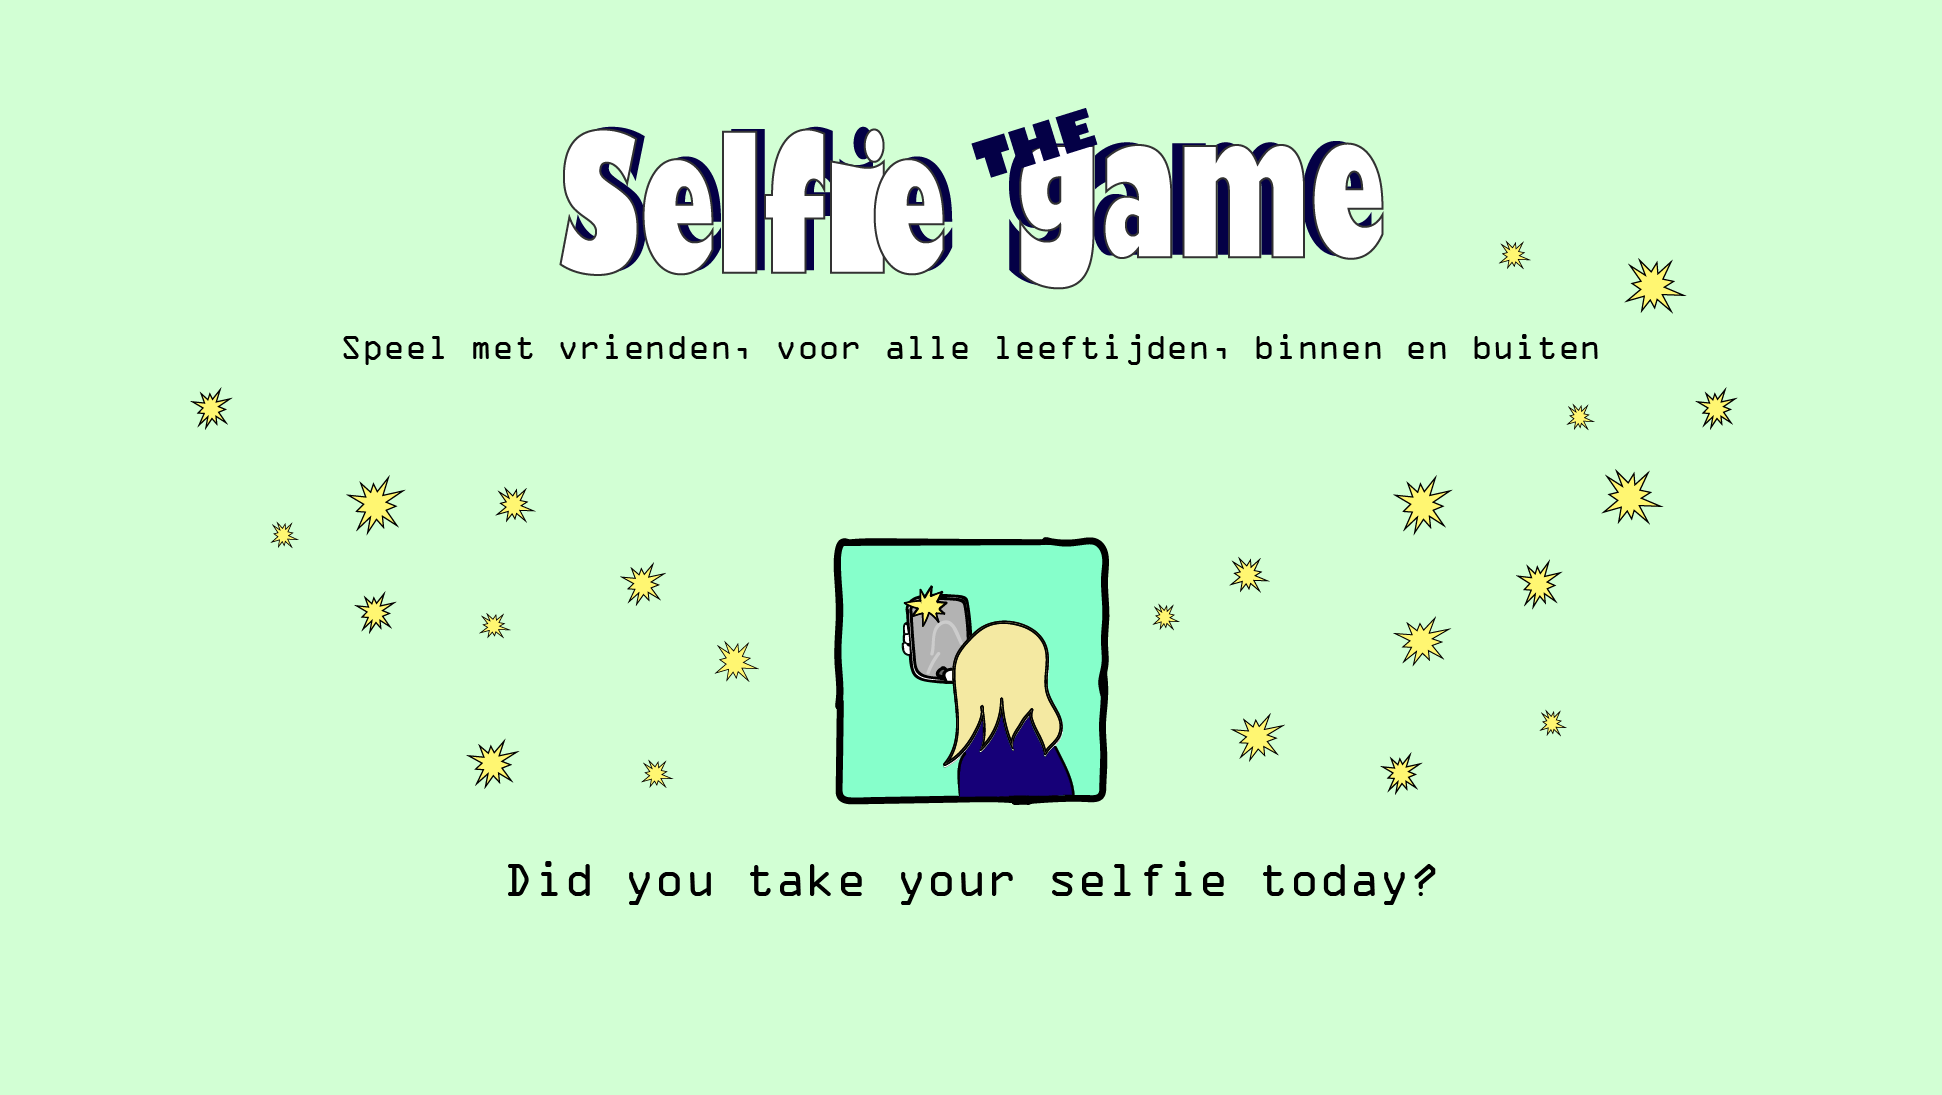 Selfie THE game
Speel met vrienden, voor alle leeftijden, binnen en buiten
Did you take your selfie today?